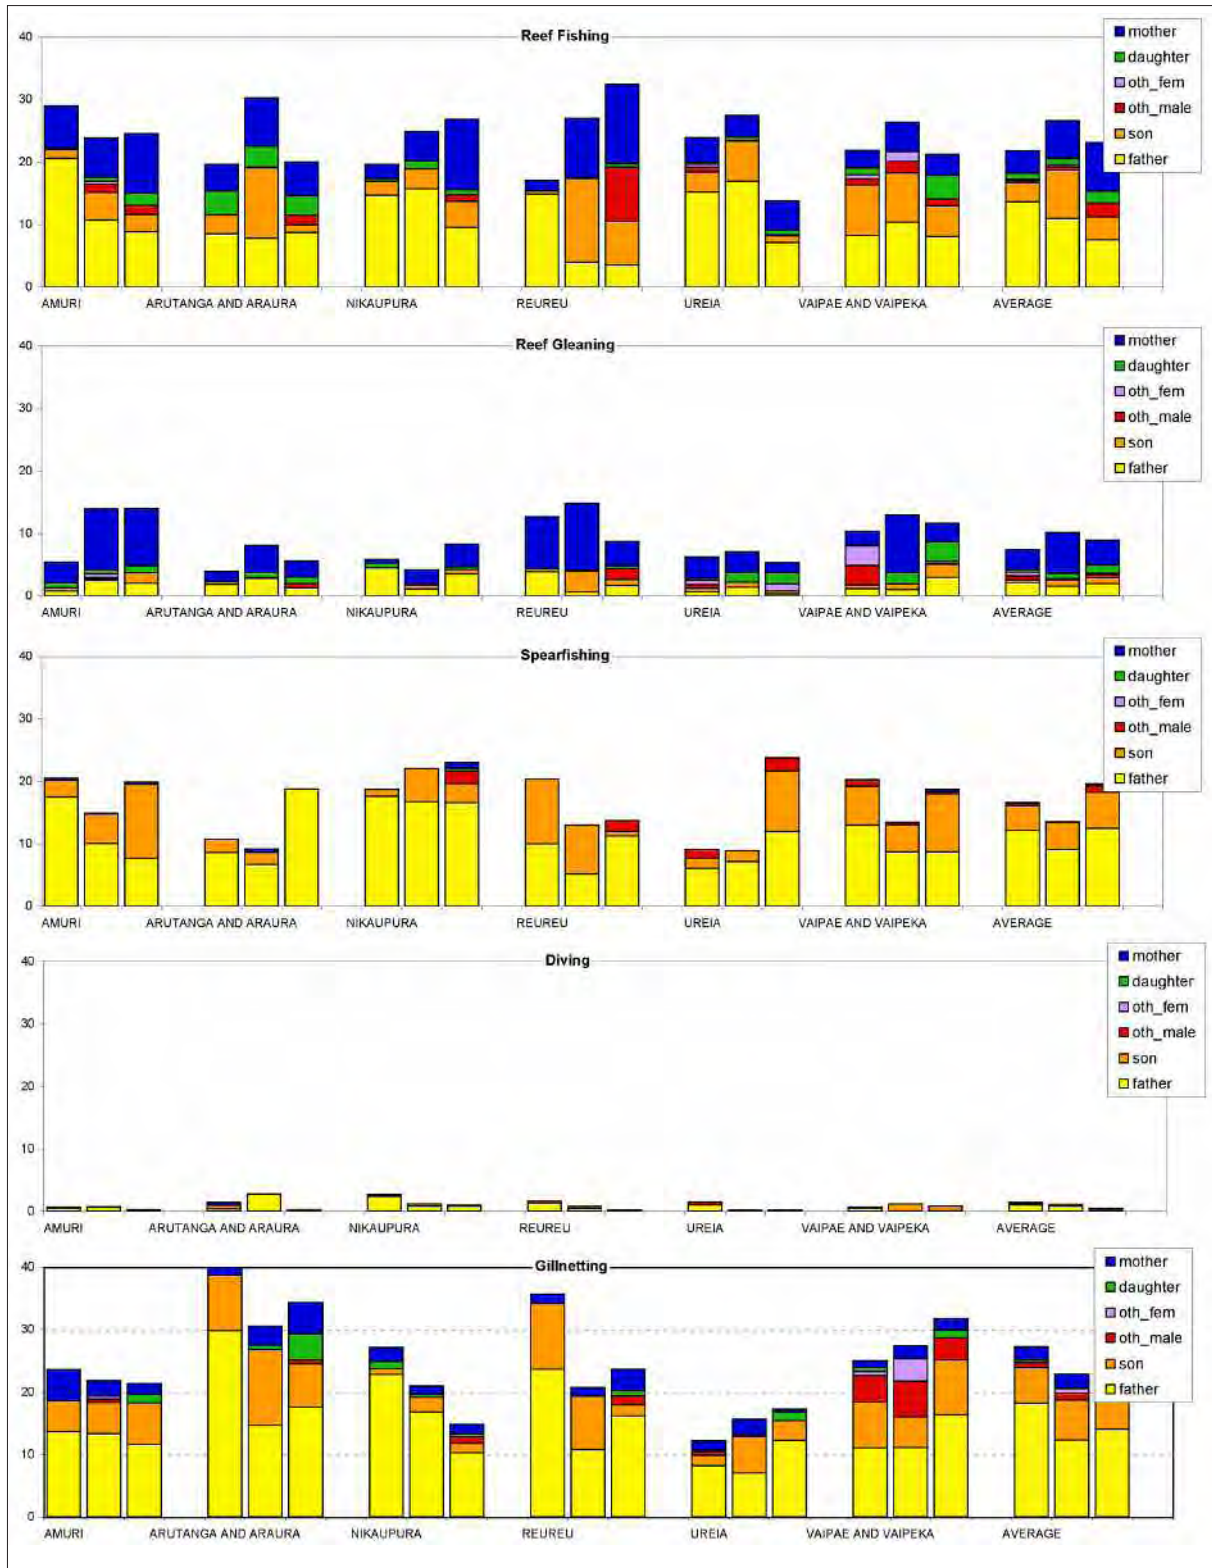 Reef Fishing
40
30
20
10
0
mother
daughter
oth_fem
oth_male
son
father
AMURI ARUTANGA AND ARAURA NIKAUPURA REUREU UREIA VAIPAE AND VAIPEKA AVERAGE
Reef Gleaning
40
30
20
10
0
mother
daughter
oth_fem
oth_male
son
father
AMURI ARUTANGA AND ARAURA NIKAUPURA REUREU UREIA VAIPAE AND VAIPEKA AVERAGE
Spearfishing
40
30
20
10
0
mother
daughter
oth_fem
oth_male
son
father
AMURI ARUTANGA AND ARAURA NIKAUPURA REUREU UREIA VAIPAE AND VAIPEKA AVERAGE
Diving
40
30
20
10
0
mother
daughter
oth_fem
oth_male
son
father
AMURI ARUTANGA AND ARAURA NIKAUPURA REUREU UREIA VAIPAE AND VAIPEKA AVERAGE
Gillnetting
40
30
20
10
0
mother
daughter
oth_fem
oth_male
son
father
AMURI ARUTANGA AND ARAURA NIKAUPURA REUREU UREIA VAIPAE AND VAIPEKA AVERAGE